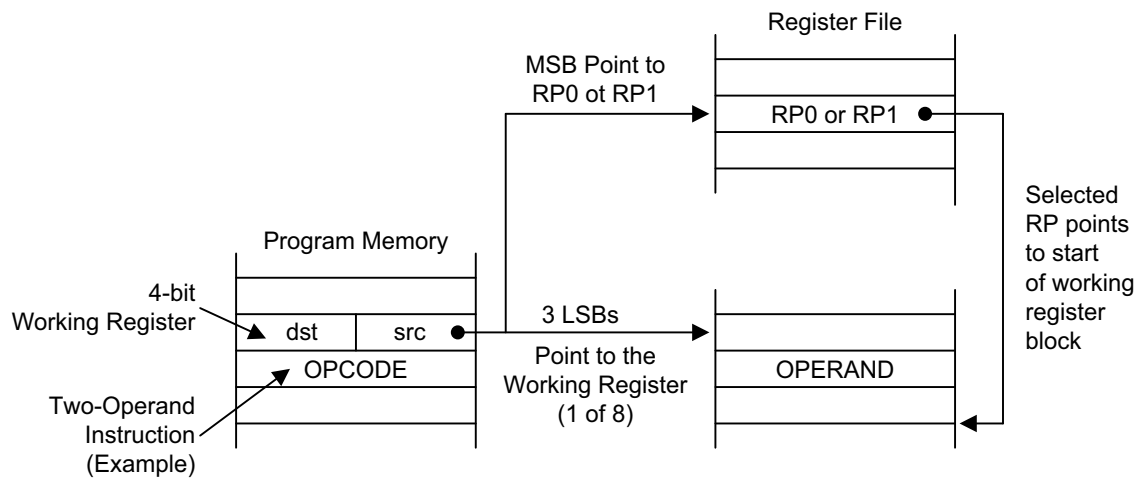 Register File
MSB Point to
RP0 ot RP1
RP0 or RP1
Selected
RP points
to start
of working
register
block
Program Memory
4-bit
Working Register
dst
src
3 LSBs
Point to the
Working Register
(1 of 8)
OPCODE
OPERAND
Two-Operand
Instruction
(Example)